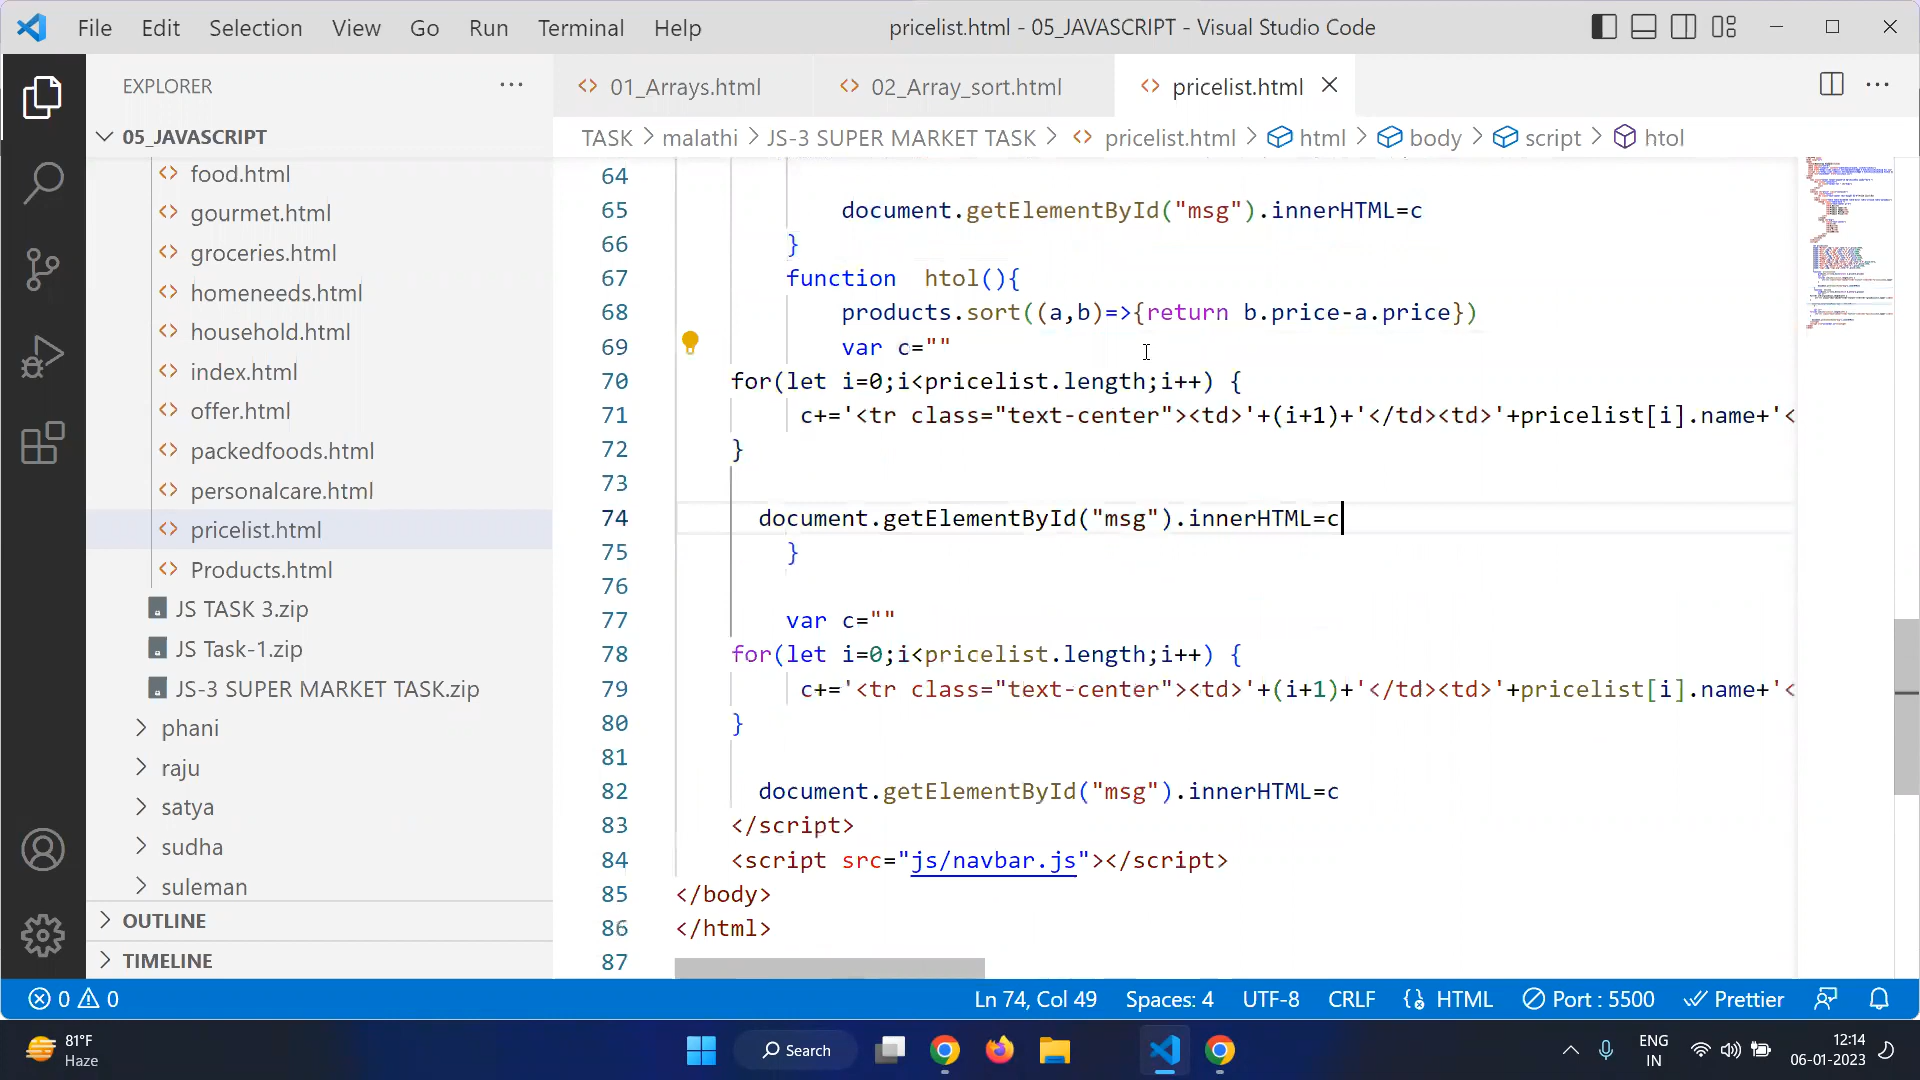 File Edit Selection View Go Run Terminal Help
pricelist.html - 05_JAVASCRIPT - Visual Studio Code
EXPLORER
01_Arrays.html
02_Array_sort.html
pricelist.html
05_JAVASCRIPT
TASK > malathi > JS-3 SUPER MARKET TASK > pricelist.html > html > body > script > htol
food.html
gourmet.html
groceries.html
homeneeds.html
household.html
index.html
offer.html
packedfoods.html
personalcare.html
pricelist.html
Products.html
JS TASK 3.zip
JS Task-1.zip
JS-3 SUPER MARKET TASK.zip
phani
raju
satya
sudha
suleman
OUTLINE
TIMELINE
64
65 document.getElementById("msg").innerHTML=c
66 }
67 function  htol(){
68 products.sort((a,b)=>{return b.price-a.price})
69 var c=""
70 for(let i=0;i<pricelist.length;i++) {
71 c+='<tr class="text-center"><td>'+(i+1)+'</td><td>'+pricelist[i].name+'<
72 }
73
74 document.getElementById("msg").innerHTML=c
75 }
76
77 var c=""
78 for(let i=0;i<pricelist.length;i++) {
79 c+='<tr class="text-center"><td>'+(i+1)+'</td><td>'+pricelist[i].name+'<
80 }
81
82 document.getElementById("msg").innerHTML=c
83 </script>
84 <script src="js/navbar.js"></script>
85 </body>
86 </html>
87
0 0 Ln 74, Col 49 Spaces: 4 UTF-8 CRLF HTML Port : 5500 Prettier
81°F
Haze
Search
ENG
IN
12:14
06-01-2023